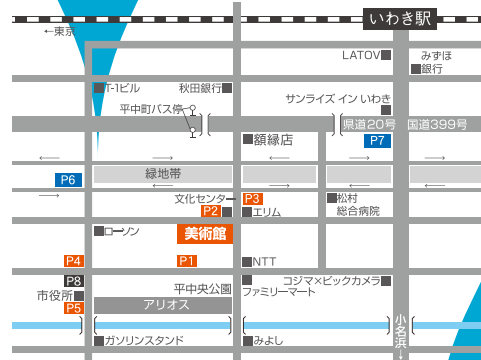 いわき駅
←東京
LATOV
みずほ
銀行
T-1ビル
秋田銀行
サンライズ イン いわき
平中町バス停
県道20号
国道399号
額縁店
P7
緑地帯
P6
文化センター
P3
松村
総合病院
P2
エリム
ローソン
美術館
P4
P1
NTT
P8
平中央公園
コジマ×ビックカメラ
市役所
ファミリーマート
P5
アリオス
小名浜→
ガソリンスタンド
みよし